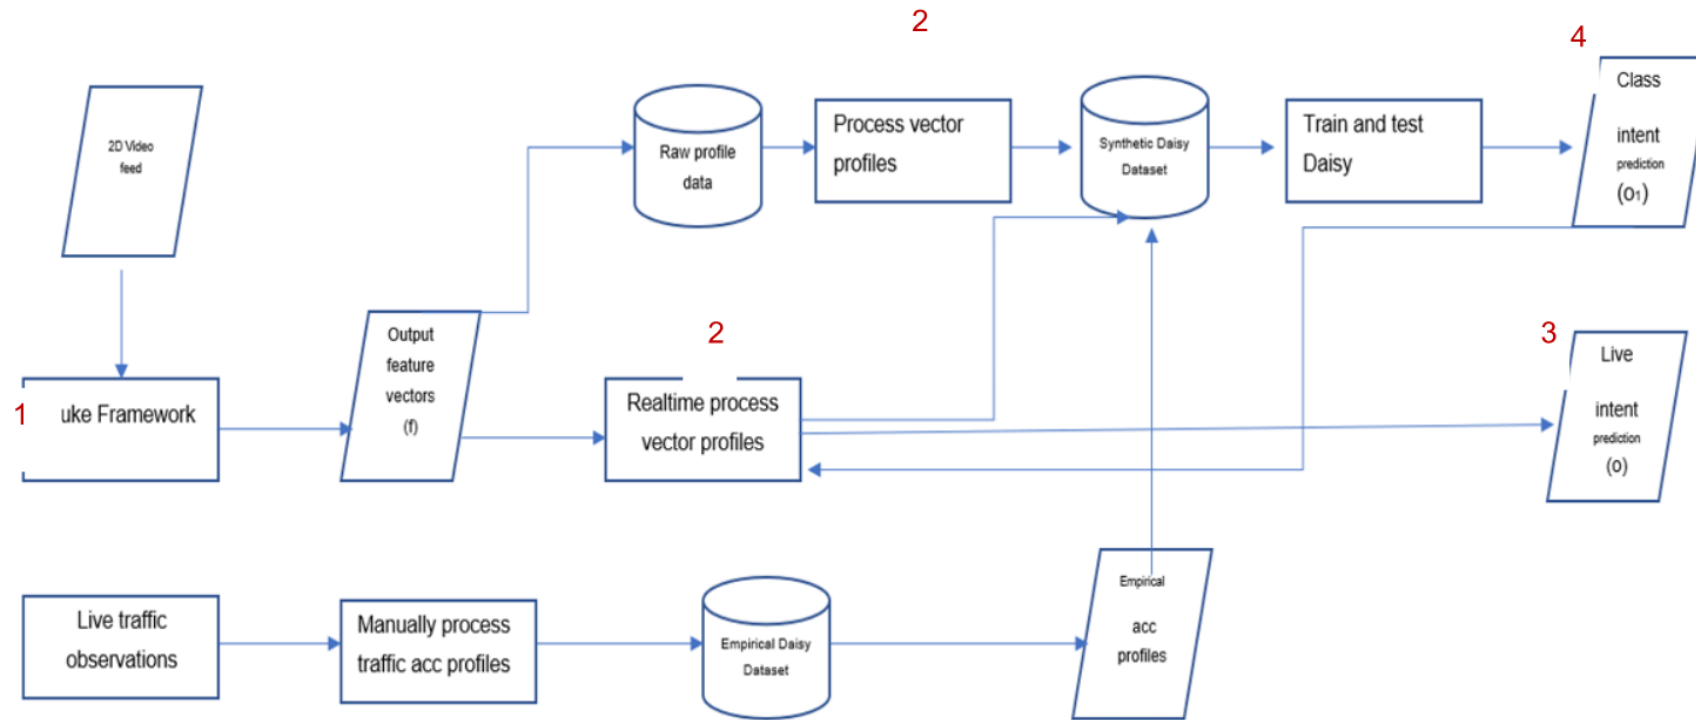 2
4
2D Video
feed
Raw profile
data
Process vector
profiles
Synthetic Daisy
Dataset
Train and test
Daisy
Class
intent
prediction
(o1)
1
uke Framework
Output
feature
vectors
(f)
2
Realtime process
vector profiles
3
Live
intent
prediction
(o)
Live traffic
observations
Manually process
traffic acc profiles
Empirical Daisy
Dataset
Empirical
acc
profiles